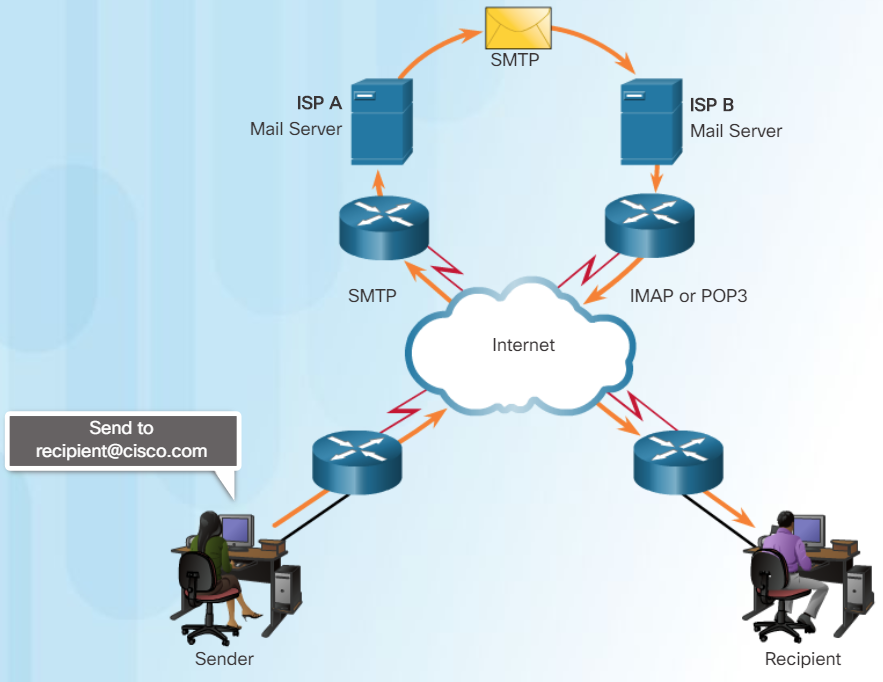 SMTP
ISP A
Mail Server
ISP B
Mail Server
SMTP
IMAP or POP3
Internet
Send to
recipient@cisco.com
Sender
Recipient